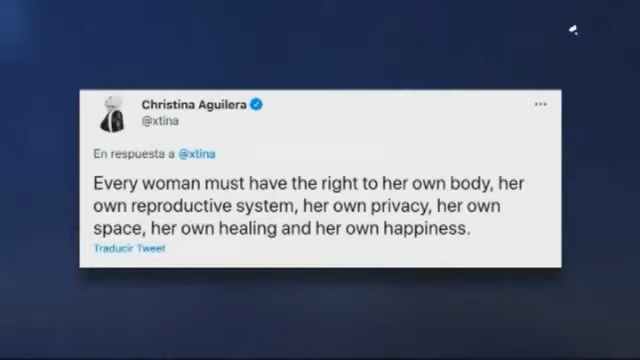 Christina Aguilera
@xtina
En respuesta a @xtina
Every woman must have the right to her own body, her
own reproductive system, her own privacy, her own
space, her own healing and her own happiness.
Traducir Tweet